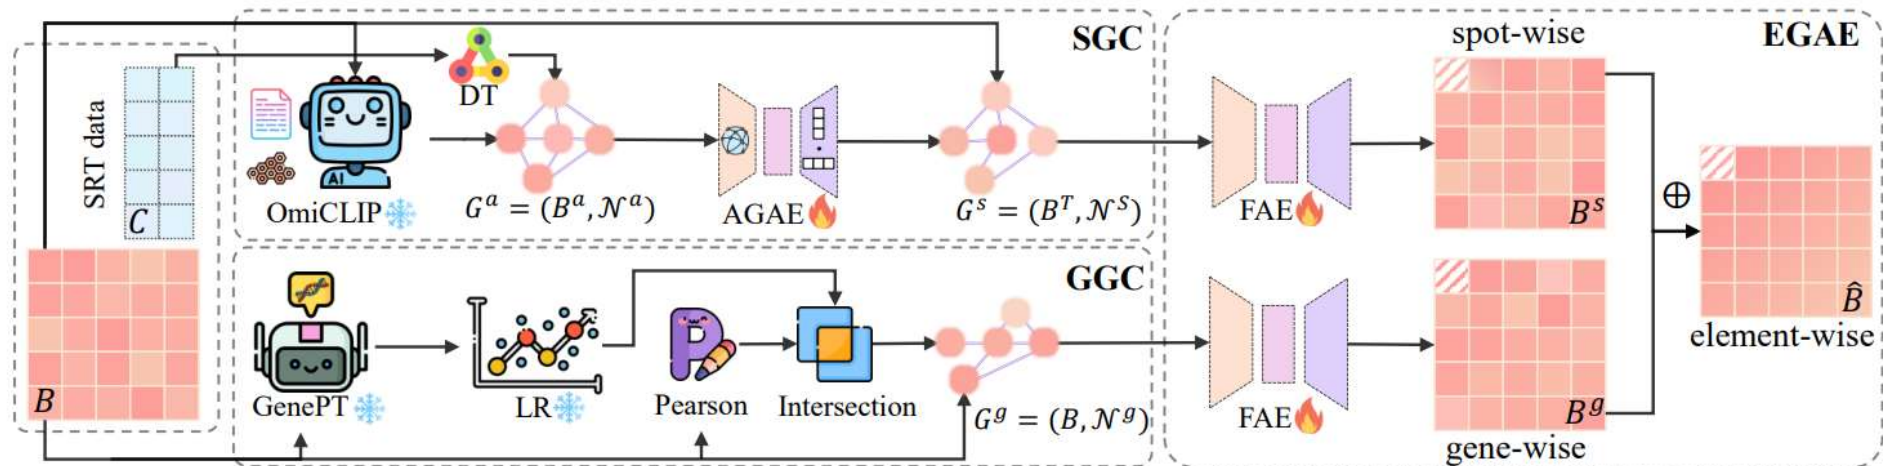 SRT data
C
B
SGC
DT
AI
OmiCLIP
G^a = (B^a, 𝒩^a)
AGAE
G^s = (B^T, 𝒩^S)
GGC
GenePT
LR
P
Pearson
Intersection
G^g = (B, 𝒩^g)
EGAE
spot-wise
FAE
B^s
⊕
FAE
B^g
gene-wise
B̂
element-wise